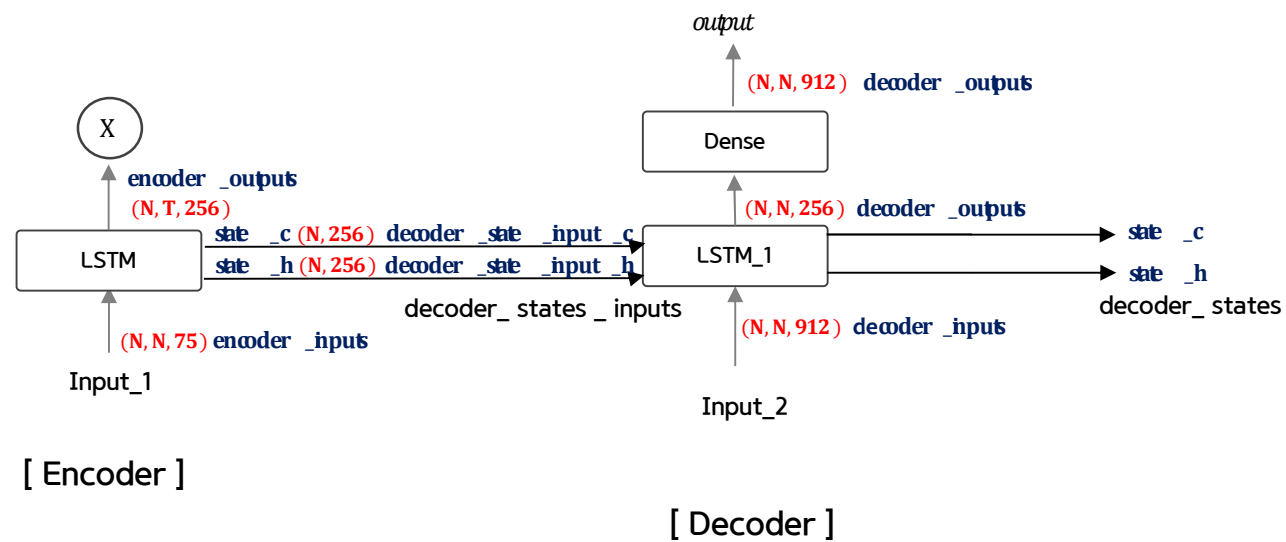 output
(N, N, 912) decoder _outputs
X
Dense
encoder _outputs
(N, T, 256)
(N, N, 256) decoder _outputs
LSTM
state _c (N, 256) decoder _state _input _c
state _h (N, 256) decoder _state _input _h
LSTM_1
state _c
state _h
decoder_ states _ inputs
decoder_ states
(N, N, 75) encoder _inputs
(N, N, 912) decoder _inputs
Input_1
Input_2
[ Encoder ]
[ Decoder ]